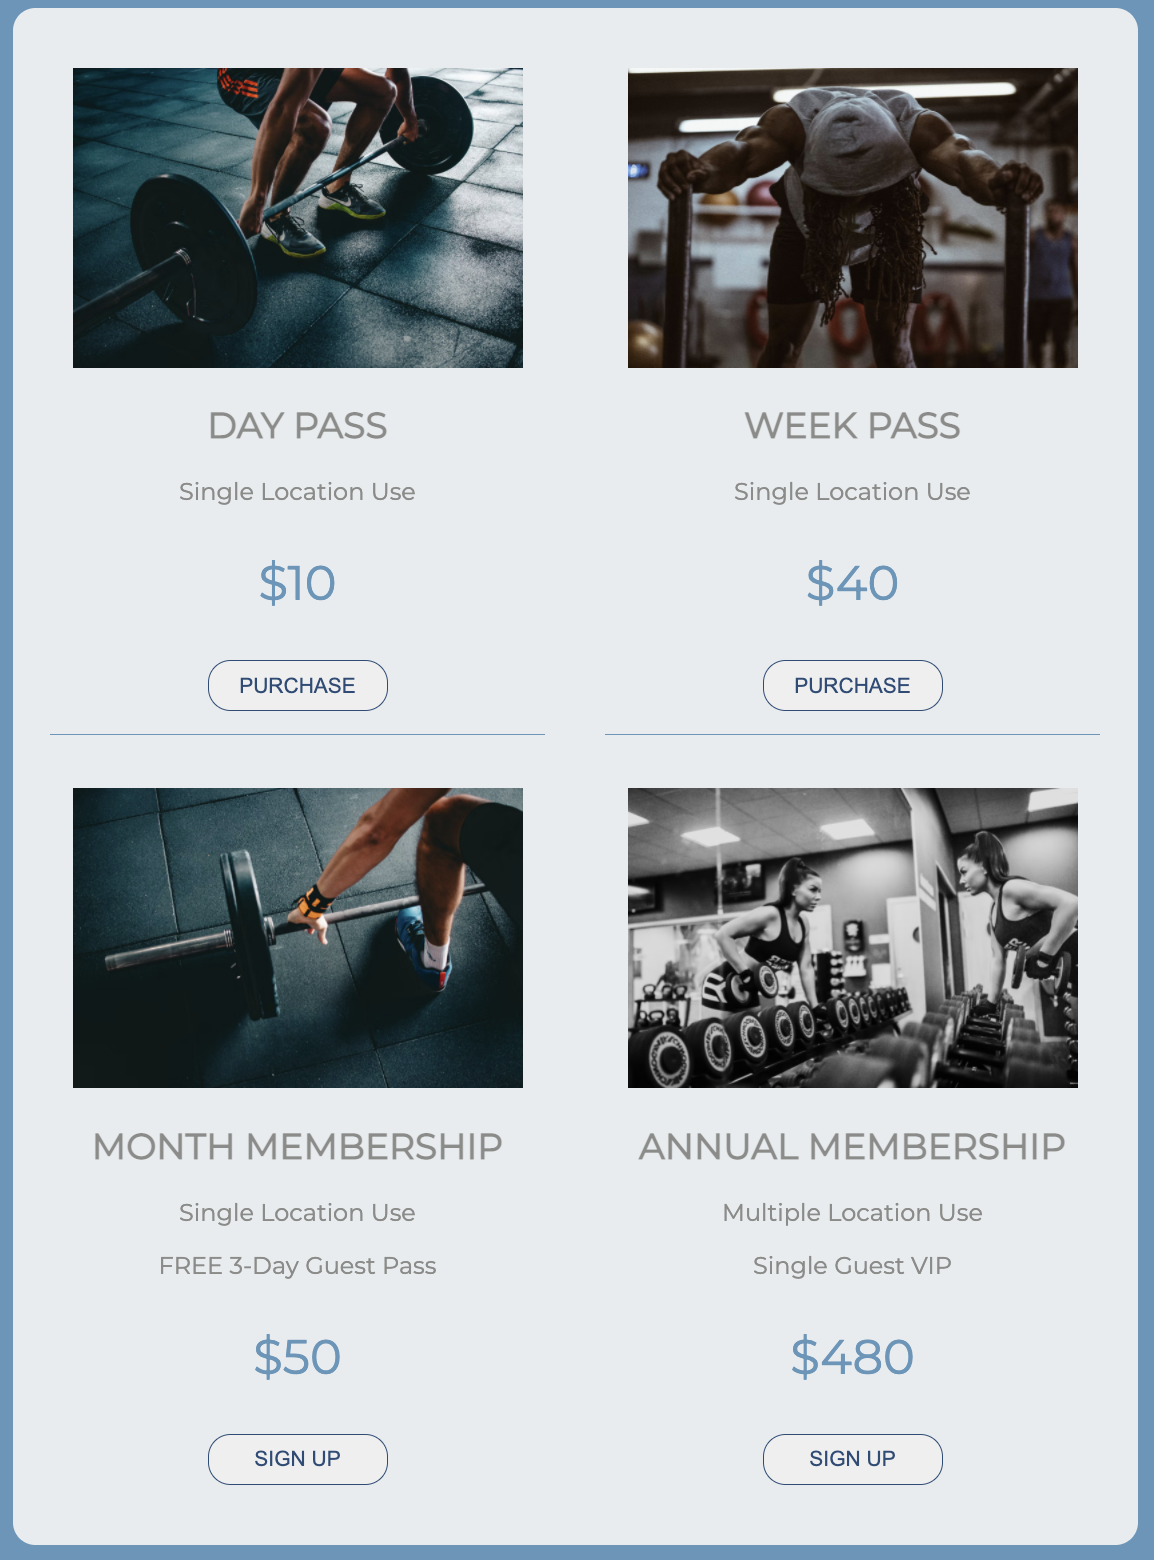 DAY PASS
Single Location Use
$10
PURCHASE
WEEK PASS
Single Location Use
$40
PURCHASE
MONTH MEMBERSHIP
Single Location Use
FREE 3-Day Guest Pass
$50
SIGN UP
ANNUAL MEMBERSHIP
Multiple Location Use
Single Guest VIP
$480
SIGN UP